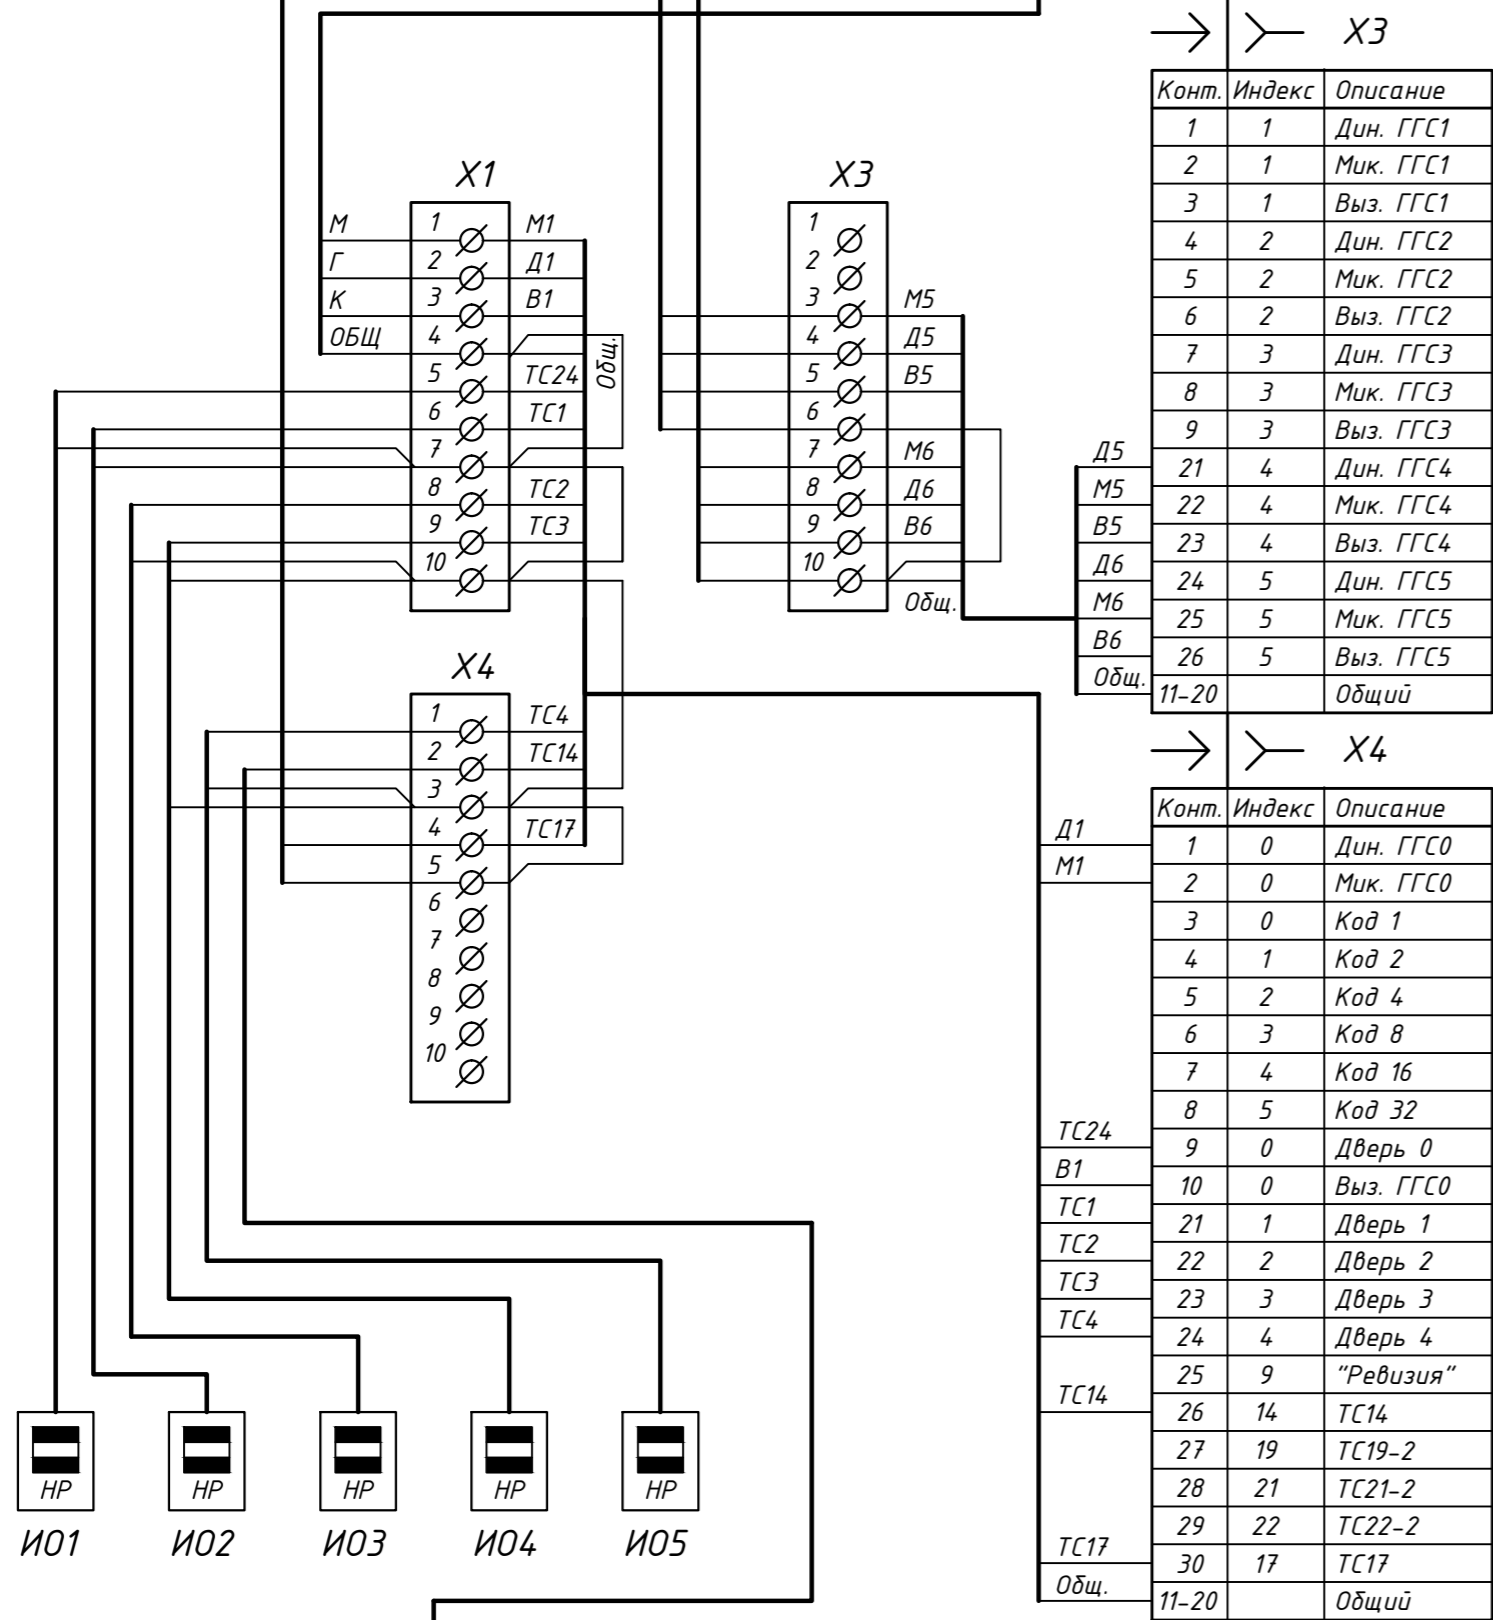 X1
М 1 М1
Г 2 Д1
К 3 В1
ОБЩ 4
Общ.
5 ТС24
6 ТС1
7
8 ТС2
9 ТС3
10
X3
1
2
3 М5
4 Д5
5 В5
6
7 М6
8 Д6
9 В6
10
Общ.
X4
1 ТС4
2 ТС14
3
4 ТС17
5
6
7
8
9
10
НР
ИО1
НР
ИО2
НР
ИО3
НР
ИО4
НР
ИО5
X3
Конт. Индекс Описание
1 1 Дин. ГГС1
2 1 Мик. ГГС1
3 1 Выз. ГГС1
4 2 Дин. ГГС2
5 2 Мик. ГГС2
6 2 Выз. ГГС2
7 3 Дин. ГГС3
8 3 Мик. ГГС3
9 3 Выз. ГГС3
Д5 21 4 Дин. ГГС4
М5 22 4 Мик. ГГС4
В5 23 4 Выз. ГГС4
Д6 24 5 Дин. ГГС5
М6 25 5 Мик. ГГС5
В6 26 5 Выз. ГГС5
Общ. 11-20 Общий
X4
Конт. Индекс Описание
Д1 1 0 Дин. ГГС0
М1 2 0 Мик. ГГС0
3 0 Код 1
4 1 Код 2
5 2 Код 4
6 3 Код 8
7 4 Код 16
8 5 Код 32
ТС24 9 0 Дверь 0
В1 10 0 Выз. ГГС0
ТС1 21 1 Дверь 1
ТС2 22 2 Дверь 2
ТС3 23 3 Дверь 3
ТС4 24 4 Дверь 4
25 9 "Ревизия"
ТС14 26 14 ТС14
27 19 ТС19-2
28 21 ТС21-2
29 22 ТС22-2
ТС17 30 17 ТС17
Общ. 11-20 Общий